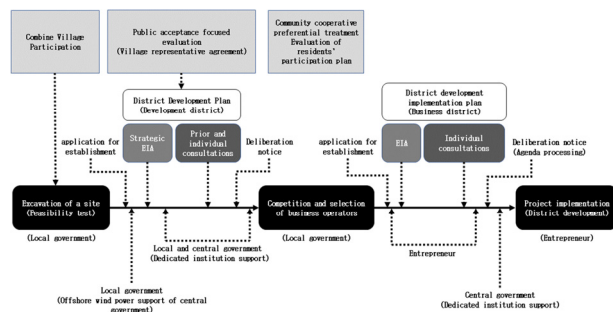 Combine Village
Participation
Public acceptance focused
evaluation
(Village representative agreement)
Community cooperative
preferential treatment
Evaluation of
residents'
participation plan
District Development Plan
(Development district)
District development
implementation plan
(Business district)
Strategic
EIA
Prior and
individual
consultations
application for
establishment
Deliberation
notice
application for
establishment
EIA
Individual
consultations
Deliberation notice
(Agenda processing)
Excavation of a site
(Feasibility test)
Competition and selection
of business operators
Project implementation
(District development)
(Local government)
Local and central government
(Dedicated institution support)
(Local government)
Entrepreneur
(Entrepreneur)
Local government
(Offshore wind power support of central
government)
Central government
(Dedicated institution support)